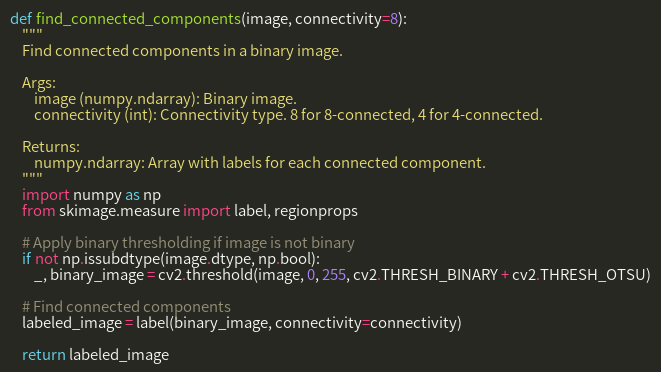 def find_connected_components(image, connectivity=8):
    """
    Find connected components in a binary image.

    Args:
        image (numpy.ndarray): Binary image.
        connectivity (int): Connectivity type. 8 for 8-connected, 4 for 4-connected.

    Returns:
        numpy.ndarray: Array with labels for each connected component.
    """
    import numpy as np
    from skimage.measure import label, regionprops

    # Apply binary thresholding if image is not binary
    if not np.issubdtype(image.dtype, np.bool):
        _, binary_image = cv2.threshold(image, 0, 255, cv2.THRESH_BINARY + cv2.THRESH_OTSU)

    # Find connected components
    labeled_image = label(binary_image, connectivity=connectivity)

    return labeled_image